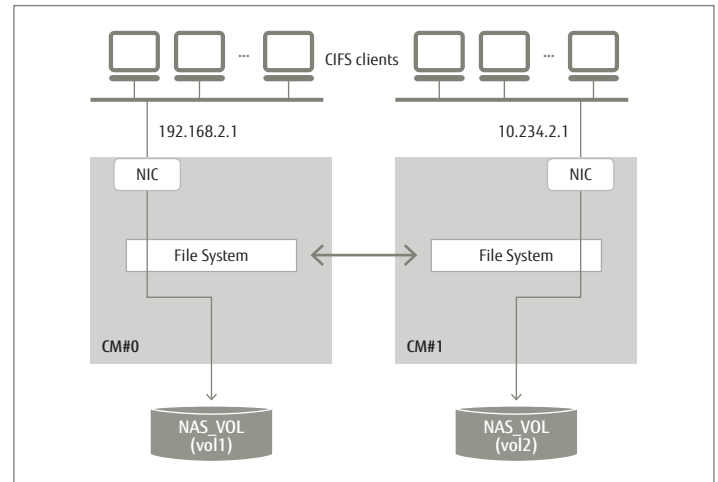 ...
CIFS clients
...
192.168.2.1
10.234.2.1
NIC
NIC
File System
File System
CM#0
CM#1
NAS_VOL
(vol1)
NAS_VOL
(vol2)